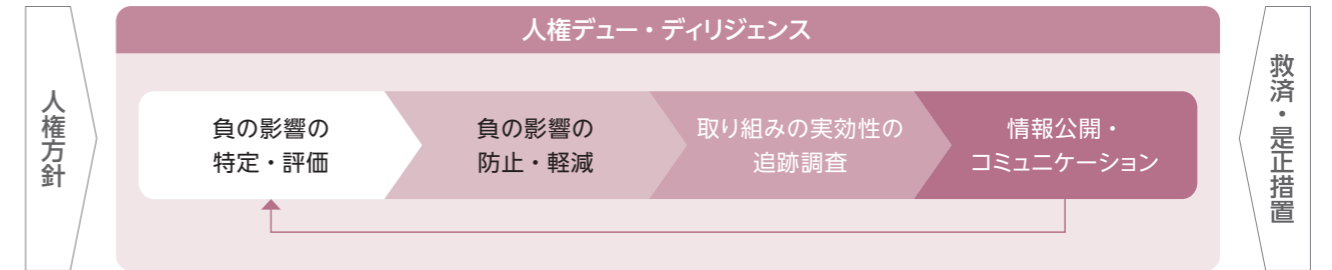 人権方針
人権デュー・ディリジェンス
負の影響の
特定・評価
負の影響の
防止・軽減
取り組みの実効性の
追跡調査
情報公開・
コミュニケーション
救済・是正措置